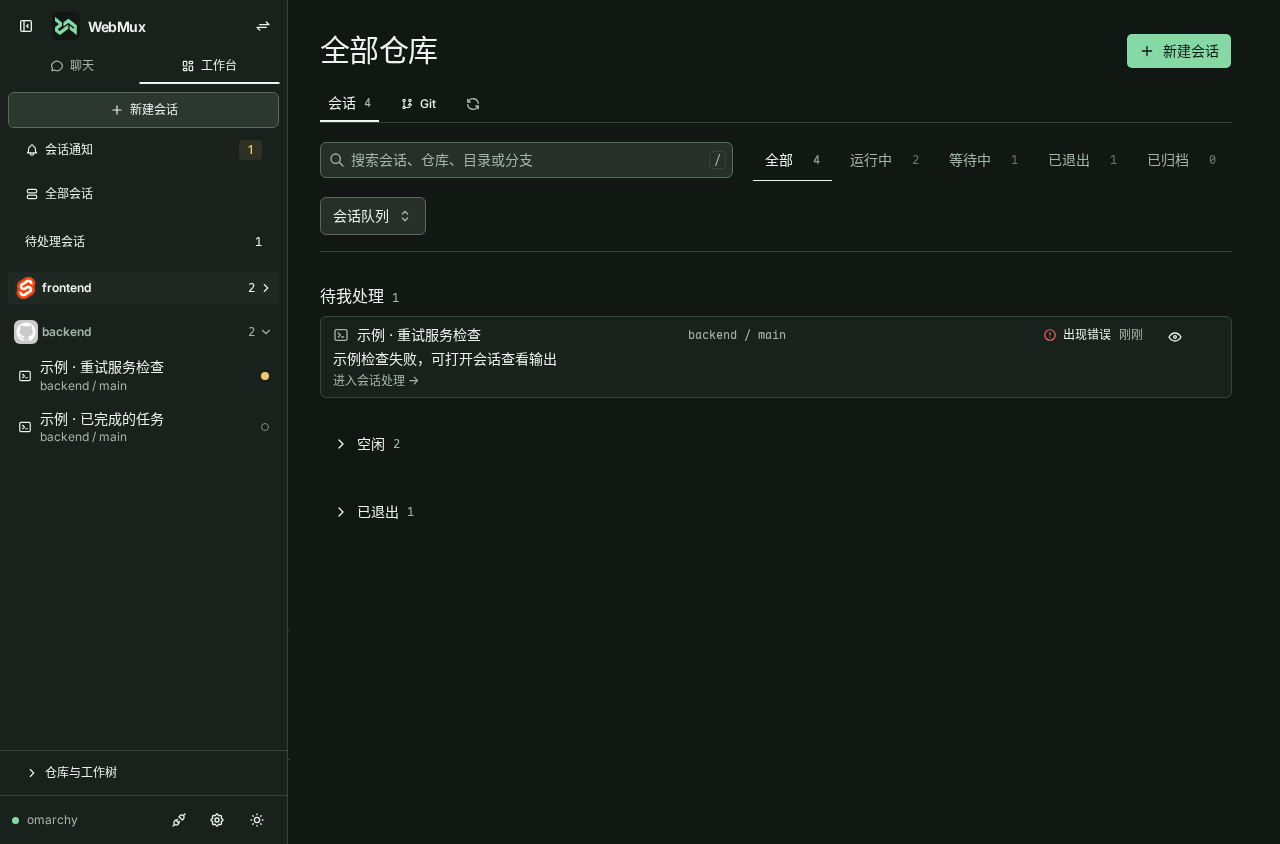 WebMux
聊天
工作台
新建会话
会话通知 1
全部会话
待处理会话 1
frontend 2
backend 2
示例 · 重试服务检查
backend / main
示例 · 已完成的任务
backend / main
仓库与工作树
omarchy
全部仓库
新建会话
会话 4
Git
搜索会话、仓库、目录或分支 /
全部 4
运行中 2
等待中 1
已退出 1
已归档 0
会话队列
待我处理 1
示例 · 重试服务检查 backend / main 出现错误 刚刚
示例检查失败，可打开会话查看输出
进入会话处理 →
空闲 2
已退出 1